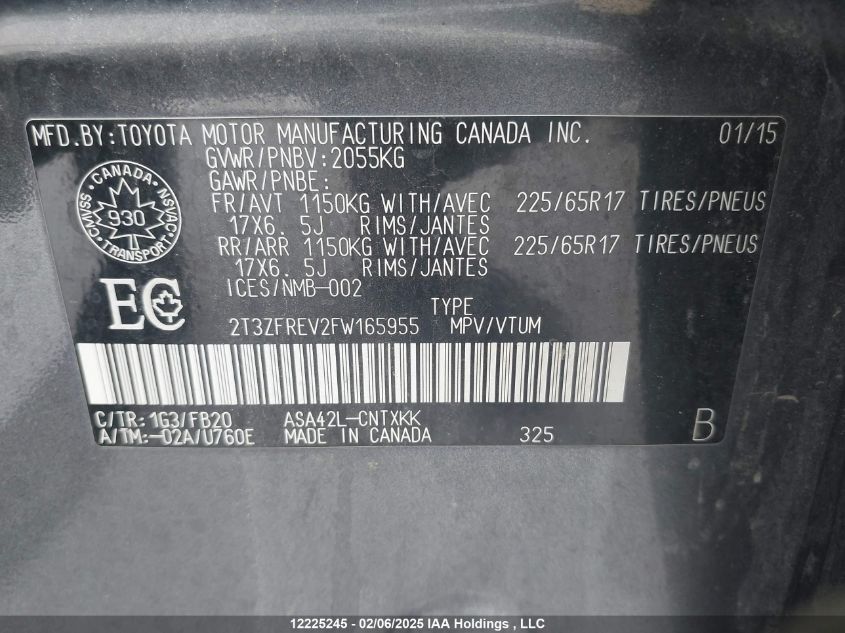 MFD.BY:TOYOTA MOTOR MANUFACTURING CANADA INC. 01/15
GVWR/PNBV:2055KG
GAWR/PNBE:
FR/AVT 1150KG WITH/AVEC 225/65R17 TIRES/PNEUS
17X6.5J RIMS/JANTES
RR/ARR 1150KG WITH/AVEC 225/65R17 TIRES/PNEUS
17X6.5J RIMS/JANTES
ICES/NMB-002
CANADA
CMVSS 930 NSVAC
TRANSPORT
EC
TYPE
2T3ZFREV2FW165955 MPV/VTUM
C/TR:1G3/FB20 ASA42L-CNTXKK
A/TM:-02A/U760E MADE IN CANADA 325 B
12225245 - 02/06/2025 IAA Holdings , LLC